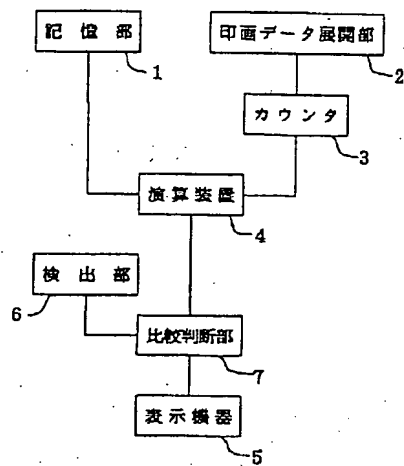 記憶部
1
印画データ展開部
2
カウンタ
3
演算装置
4
検出部
6
比較判断部
7
表示機器
5